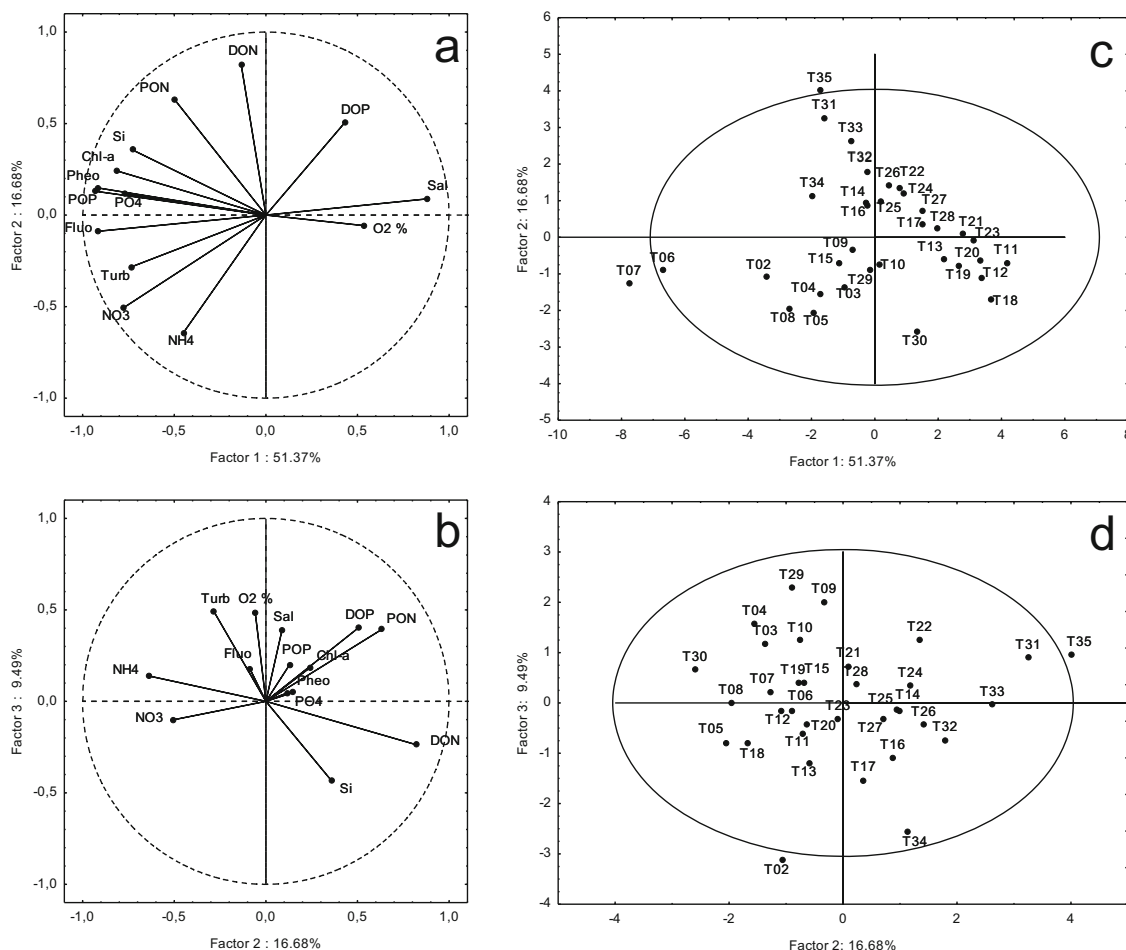 a
1,0
0,5
0,0
-0,5
-1,0
Factor 2 : 16.68%
DON
PON
DOP
Si
Chl-a
Pheo
POP
PO4
Sal
Fluo
O2 %
Turb
NO3
NH4
-1,0 -0,5 0,0 0,5 1,0
Factor 1 : 51.37%
c
6
5
4
3
2
1
0
-1
-2
-3
-4
-5
Factor 2: 16.68%
T35
T31
T33
T32
T26 T22
T34 T14 T24
T16 T25 T27
T17 T28 T21
T23
T09 T13 T20 T11
T07 T06 T02 T15 T29 T10 T19 T12
T04 T03 T18
T08 T05
T30
-10 -8 -6 -4 -2 0 2 4 6 8
Factor 1: 51.37%
b
1,0
0,5
0,0
-0,5
-1,0
Factor 3 : 9.49%
Turb O2 %
Sal DOP PON
Fluo POP Chl-a
NH4 Pheo
NO3 PO4
DON
Si
-1,0 -0,5 0,0 0,5 1,0
Factor 2 : 16.68%
d
4
3
2
1
0
-1
-2
-3
-4
Factor 3: 9.49%
T29 T09
T04
T03 T10 T22
T31 T35
T30 T21
T19 T15 T28 T24
T07
T08 T06 T25 T14 T33
T12 T23 T26
T05 T20 T27 T32
T18 T11 T16
T13 T17
T34
T02
-4 -2 0 2 4
Factor 2: 16.68%